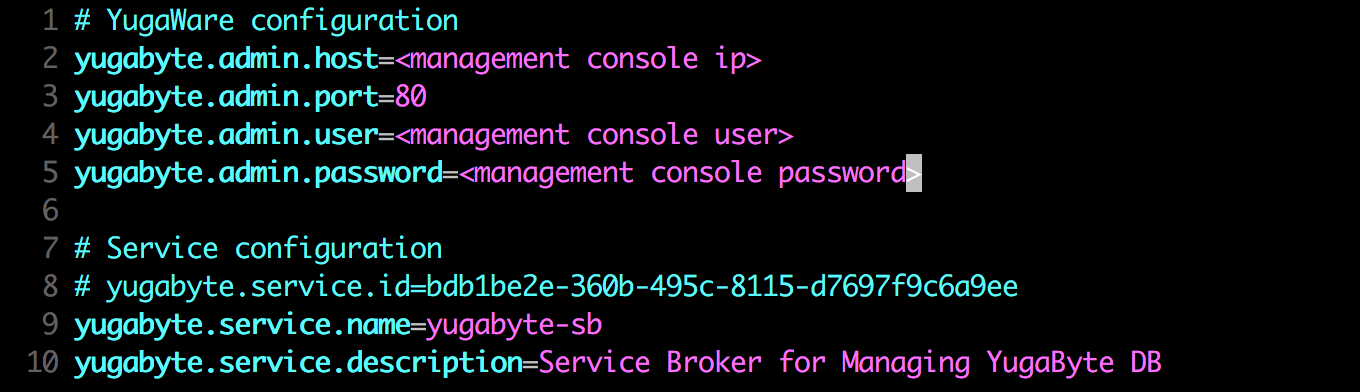 1 # YugaWare configuration
2 yugabyte.admin.host=<management console ip>
3 yugabyte.admin.port=80
4 yugabyte.admin.user=<management console user>
5 yugabyte.admin.password=<management console password>
6
7 # Service configuration
8 # yugabyte.service.id=bdb1be2e-360b-495c-8115-d7697f9c6a9ee
9 yugabyte.service.name=yugabyte-sb
10 yugabyte.service.description=Service Broker for Managing YugaByte DB